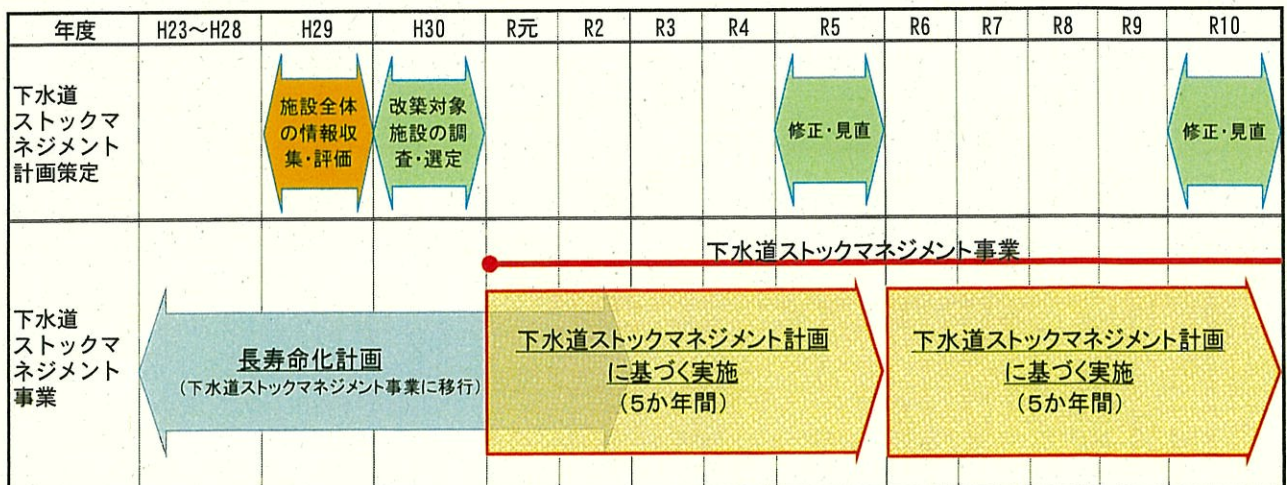 年度 H23～H28 H29 H30 R元 R2 R3 R4 R5 R6 R7 R8 R9 R10
下水道
ストックマ
ネジメント
計画策定
施設全体
の情報収
集・評価
改築対象
施設の調
査・選定
修正・見直
修正・見直
下水道ストックマネジメント事業
下水道
ストックマ
ネジメント
事業
長寿命化計画
(下水道ストックマネジメント事業に移行)
下水道ストックマネジメント計画
に基づく実施
(5か年間)
下水道ストックマネジメント計画
に基づく実施
(5か年間)